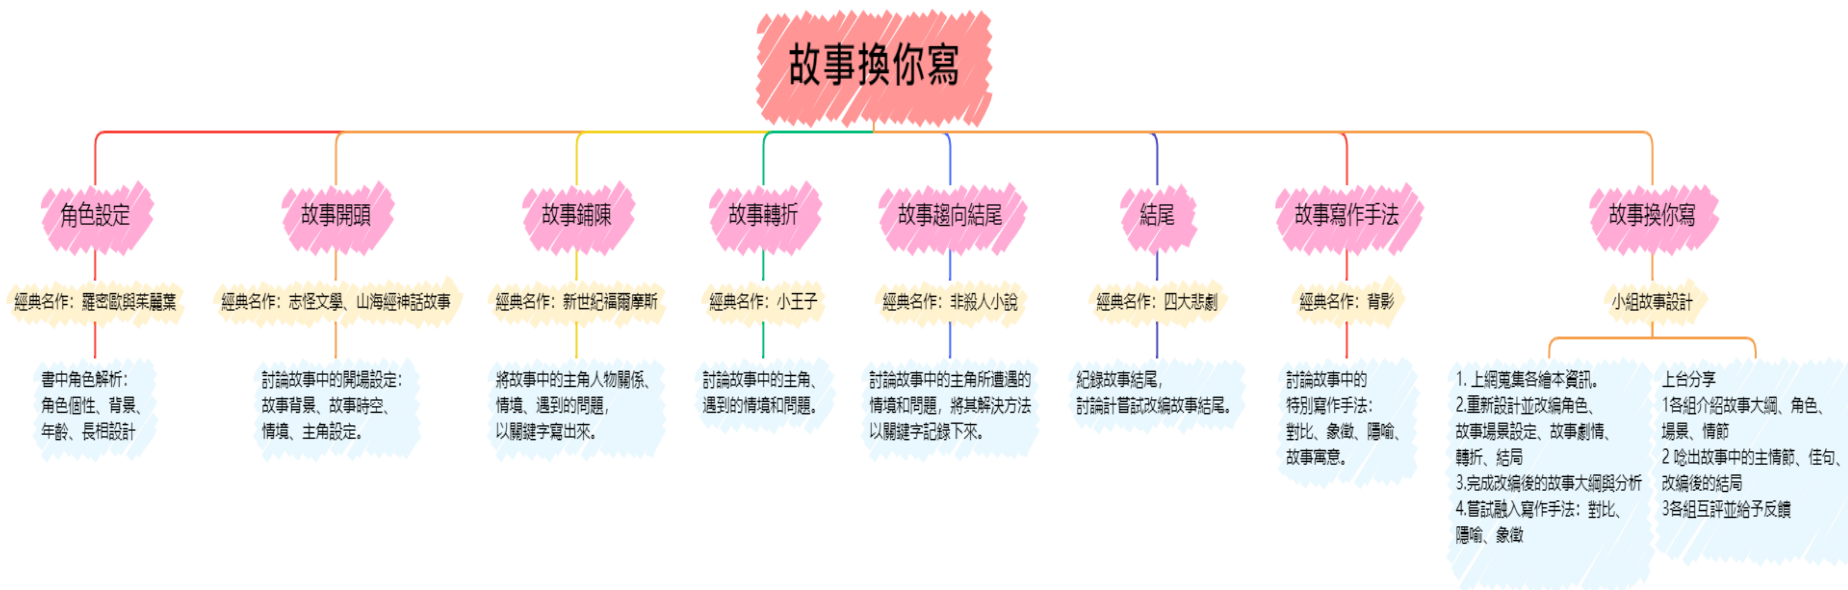 故事換你寫
角色設定
經典名作：羅密歐與茱麗葉
書中角色解析：
角色個性、背景、
年齡、長相設計
故事開頭
經典名作：志怪文學、山海經神話故事
討論故事中的開場設定：
故事背景、故事時空、
情境、主角設定。
故事鋪陳
經典名作：新世紀福爾摩斯
將故事中的主角人物關係、
情境、遇到的問題，
以關鍵字寫出來。
故事轉折
經典名作：小王子
討論故事中的主角、
遇到的情境和問題。
故事趨向結尾
經典名作：非殺人小說
討論故事中的主角所遭遇的
情境和問題，將其解決方法
以關鍵字記錄下來。
結尾
經典名作：四大悲劇
紀錄故事結尾，
討論計嘗試改編故事結尾。
故事寫作手法
經典名作：背影
討論故事中的
特別寫作手法：
對比、象徵、隱喻、
故事寓意。
故事換你寫
小組故事設計
1. 上網蒐集各繪本資訊。
2.重新設計並改編角色、
故事場景設定、故事劇情、
轉折、結局
3.完成改編後的故事大綱與分析
4.嘗試融入寫作手法：對比、
隱喻、象徵
上台分享
1各組介紹故事大綱、角色、
場景、情節
2 唸出故事中的主情節、佳句、
改編後的結局
3各組互評並給予反饋